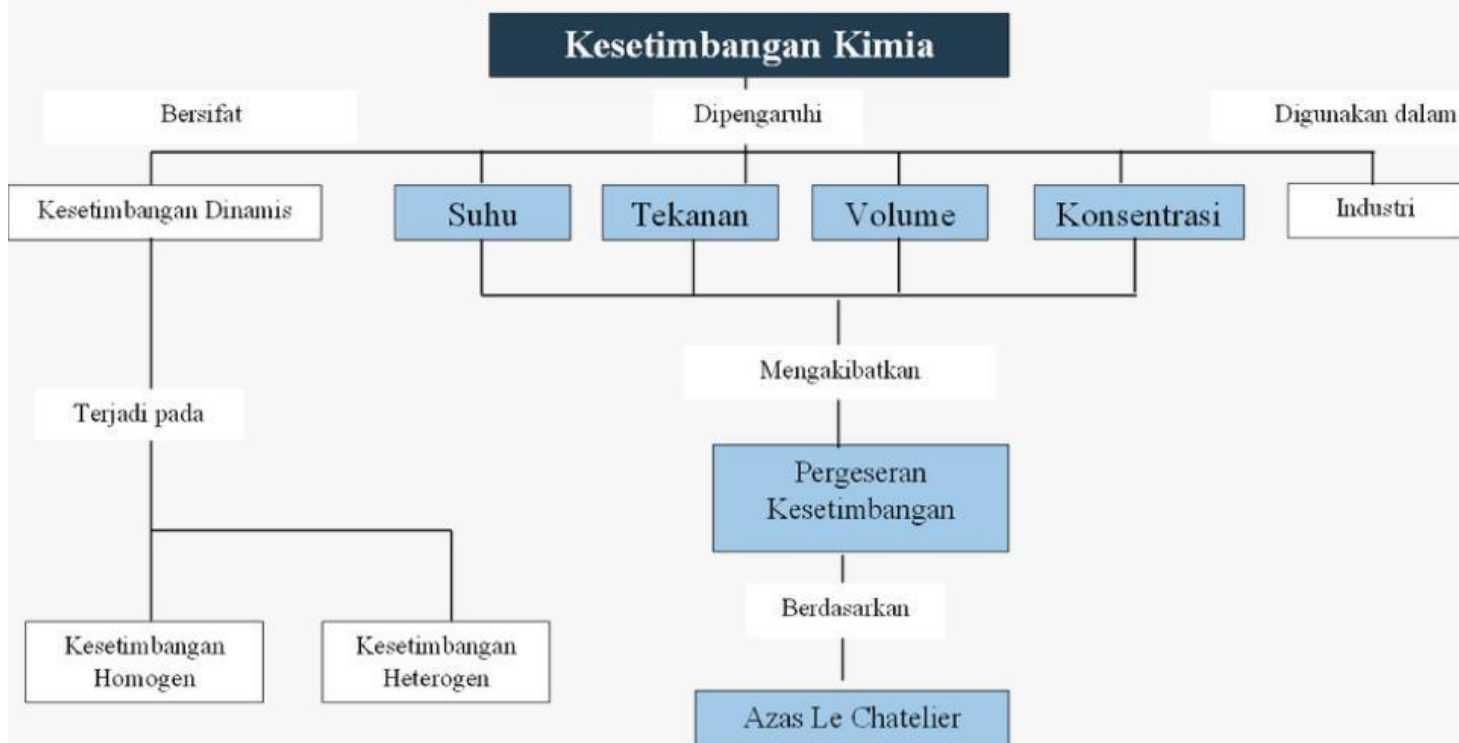 Kesetimbangan Kimia
Bersifat
Dipengaruhi
Digunakan dalam
Kesetimbangan Dinamis
Suhu
Tekanan
Volume
Konsentrasi
Industri
Mengakibatkan
Terjadi pada
Pergeseran
Kesetimbangan
Berdasarkan
Kesetimbangan
Homogen
Kesetimbangan
Heterogen
Azas Le Chatelier